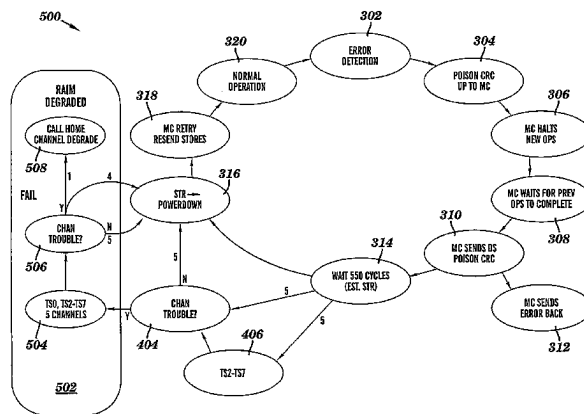 500
302
ERROR
DETECTION
304
POISON CRC
UP TO MC
320
NORMAL
OPERATION
306
MC HALTS
NEW OPS
318
MC RETRY
RESEND STORES
RAIM
DEGRADED
CALL HOME
CHANNEL DEGRADE
508
FAIL
1
Y
4
316
STR
POWERDOWN
MC WAITS FOR PREV
OPS TO COMPLETE
308
CHAN
TROUBLE?
506
N
5
310
MC SENDS DS
POISON CRC
314
WAIT 550 CYCLES
(EST. STR)
5
N
TS0, TS2-TS7
5 CHANNELS
504
Y
CHAN
TROUBLE?
404
5
5
406
TS2-TS7
MC SENDS
ERROR BACK
312
502